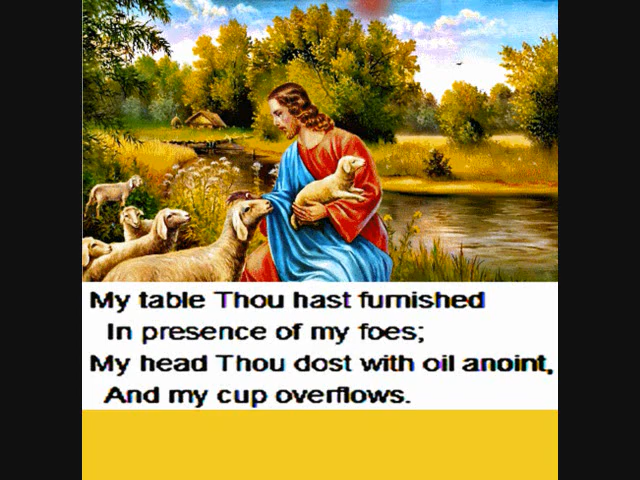 My table Thou hast furnished
In presence of my foes;
My head Thou dost with oil anoint,
And my cup overflows.